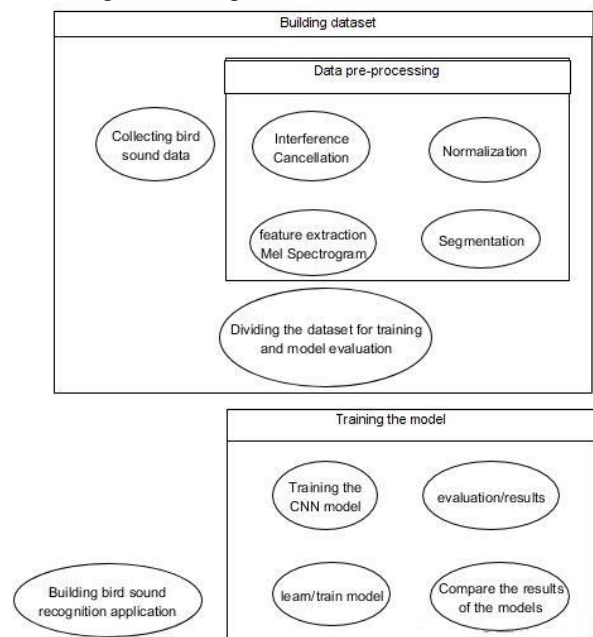 Building dataset
Data pre-processing
Collecting bird
sound data
Interference
Cancellation
Normalization
feature extraction
Mel Spectrogram
Segmentation
Dividing the dataset for training
and model evaluation
Training the model
Training the
CNN model
evaluation/results
Building bird sound
recognition application
learn/train model
Compare the results
of the models